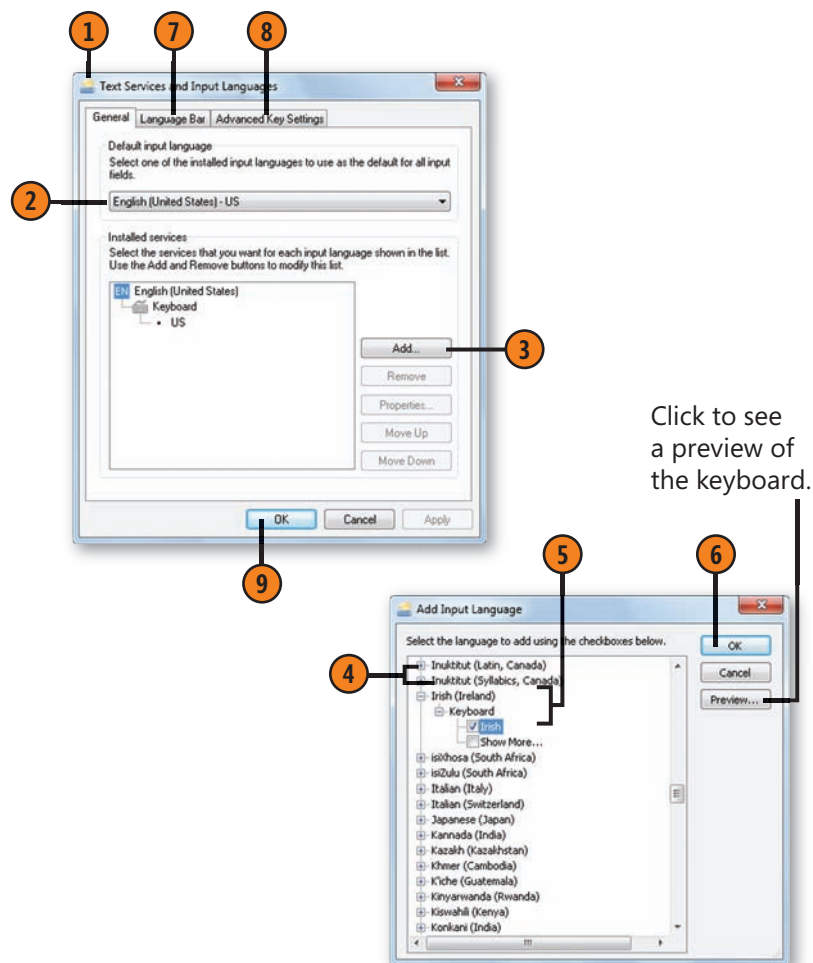 1
7
8
Text Services and Input Languages
General Language Bar Advanced Key Settings
Default input language
Select one of the installed input languages to use as the default for all input
fields.
2
English (United States) - US
Installed services
Select the services that you want for each input language shown in the list.
Use the Add and Remove buttons to modify this list.
EN English (United States)
Keyboard
• US
Add...
3
Remove
Properties...
Move Up
Move Down
OK Cancel Apply
9
Click to see
a preview of
the keyboard.
5
6
Add Input Language
Select the language to add using the checkboxes below.
OK
Cancel
Preview...
4
Inuktitut (Latin, Canada)
Inuktitut (Syllabics, Canada)
Irish (Ireland)
Keyboard
Irish
Show More...
isiXhosa (South Africa)
isiZulu (South Africa)
Italian (Italy)
Italian (Switzerland)
Japanese (Japan)
Kannada (India)
Kazakh (Kazakhstan)
Khmer (Cambodia)
K'iche (Guatemala)
Kinyarwanda (Rwanda)
Kiswahili (Kenya)
Konkani (India)